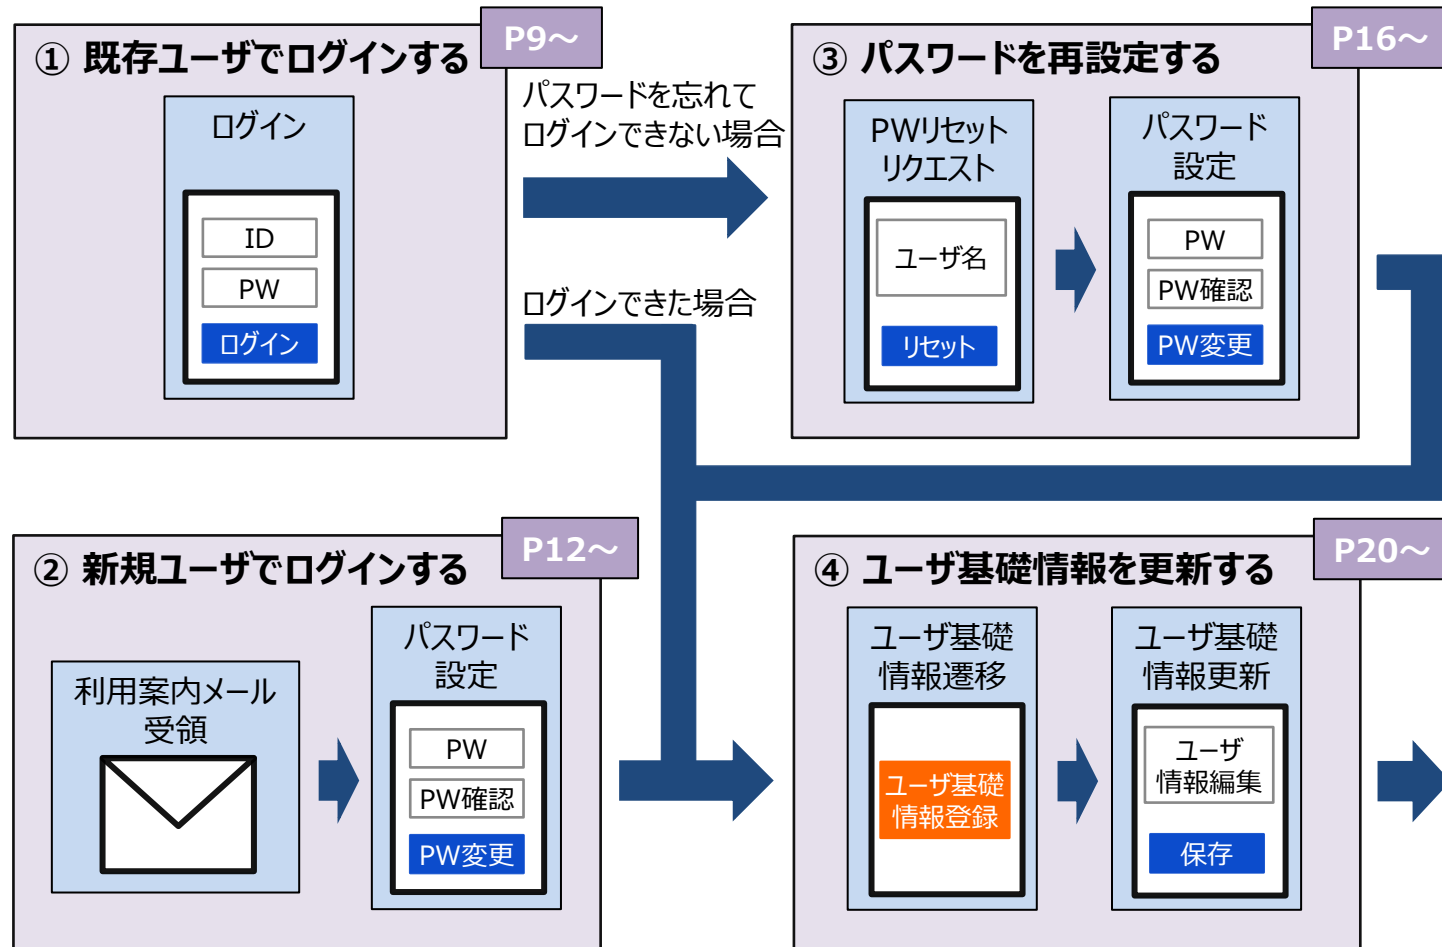 ① 既存ユーザでログインする
P9～
ログイン
ID
PW
ログイン
パスワードを忘れて
ログインできない場合
ログインできた場合
③ パスワードを再設定する
P16～
PWリセット
リクエスト
ユーザ名
リセット
パスワード
設定
PW
PW確認
PW変更
② 新規ユーザでログインする
P12～
利用案内メール
受領
パスワード
設定
PW
PW確認
PW変更
④ ユーザ基礎情報を更新する
P20～
ユーザ基礎
情報遷移
ユーザ基礎
情報登録
ユーザ基礎
情報更新
ユーザ
情報編集
保存